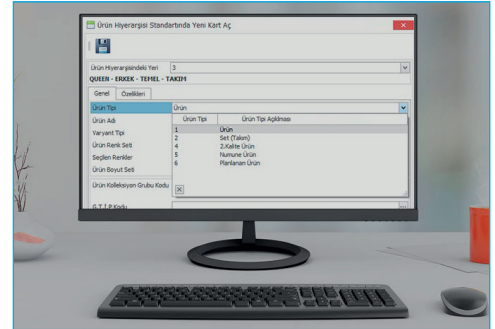 Ürün Hiyerarşisi Standartında Yeni Kart Aç
Ürün Hiyerarşisindeki Yeri 3
QUEEN - ERKEK - TEMEL - TAKIM
Genel Özellikleri
Ürün Tipi Ürün
Ürün Adı
Varyant Tipi
Ürün Renk Seti
Seçilen Renkler
Ürün Boyut Seti
Ürün Koleksiyon Grubu Kodu
G.T.İ.P Kodu
Ürün Tipi Ürün Tipi Açıklması
1 Ürün
2 Set (Takım)
4 2.Kalite Ürün
5 Numune Ürün
6 Planlanan Ürün